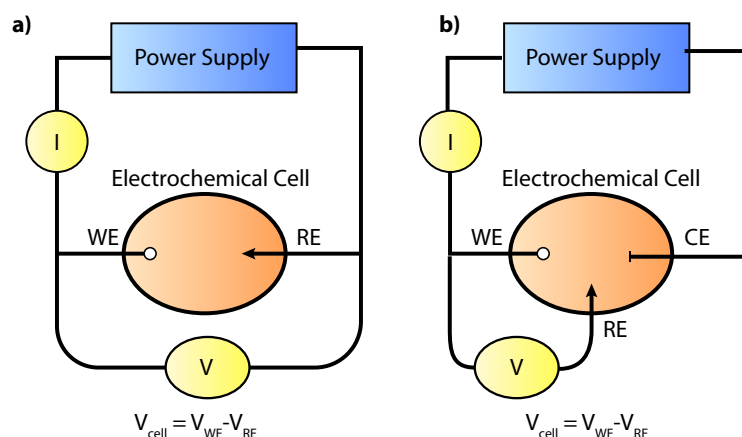 a)
Power Supply
I
Electrochemical Cell
WE
RE
V
V_cell = V_WE-V_RE
b)
Power Supply
I
Electrochemical Cell
WE
CE
RE
V
V_cell = V_WE-V_RE